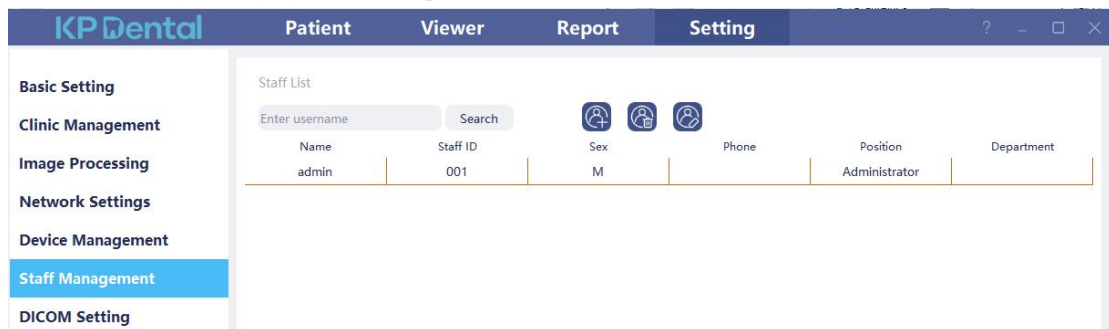 KP Dental Patient Viewer Report Setting ? – □ ×
Basic Setting
Clinic Management
Image Processing
Network Settings
Device Management
Staff Management
DICOM Setting
Staff List
Enter username Search
Name Staff ID Sex Phone Position Department
admin 001 M Administrator